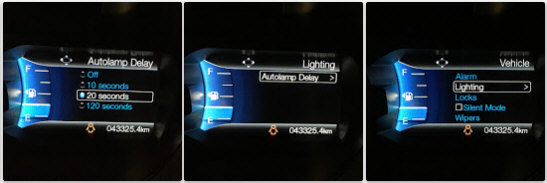 Autolamp Delay
F
Off
10 seconds
20 seconds
120 seconds
E
043325.4km
Lighting
F
Autolamp Delay >
E
043325.4km
Vehicle
F
Alarm
Lighting >
Locks
Silent Mode
Wipers
E
043325.4km